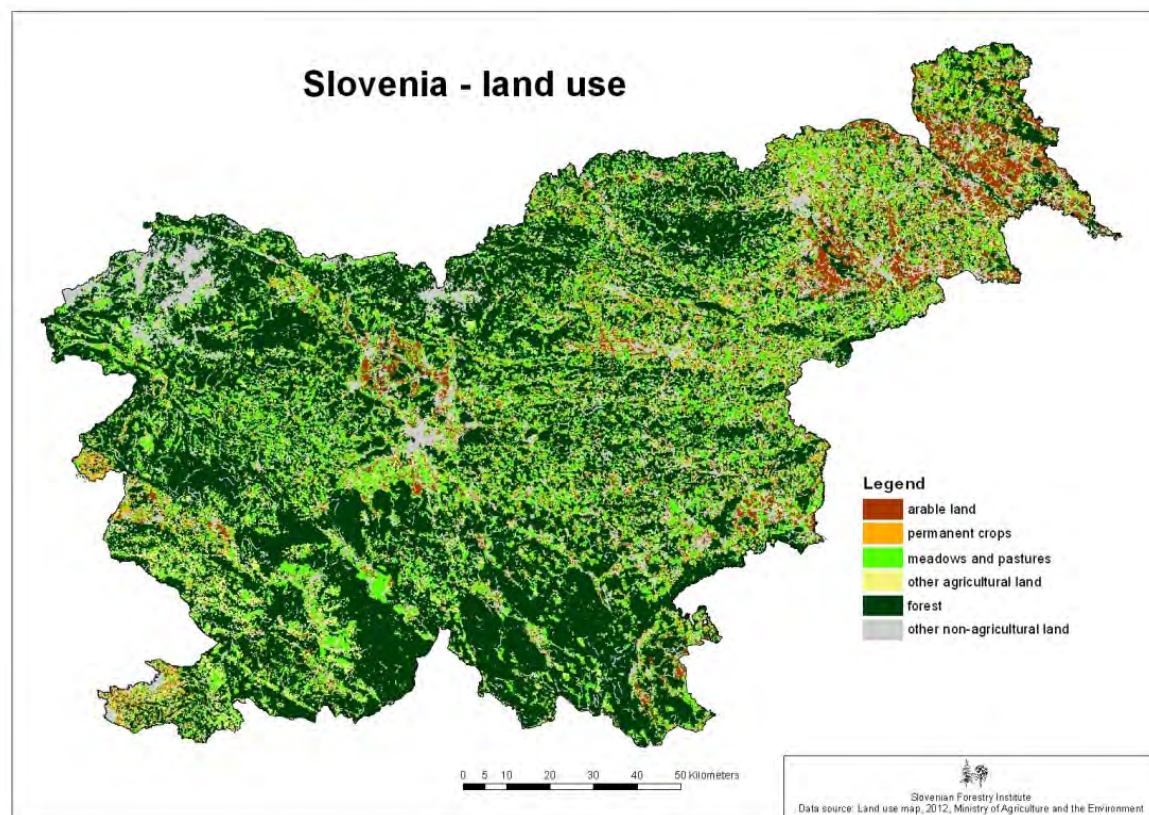 Slovenia - land use
Legend
arable land
permanent crops
meadows and pastures
other agricultural land
forest
other non-agricultural land
0 5 10 20 30 40 50 Kilometers
Slovenian Forestry Institute
Data source: Land use map, 2012, Ministry of Agriculture and the Environment